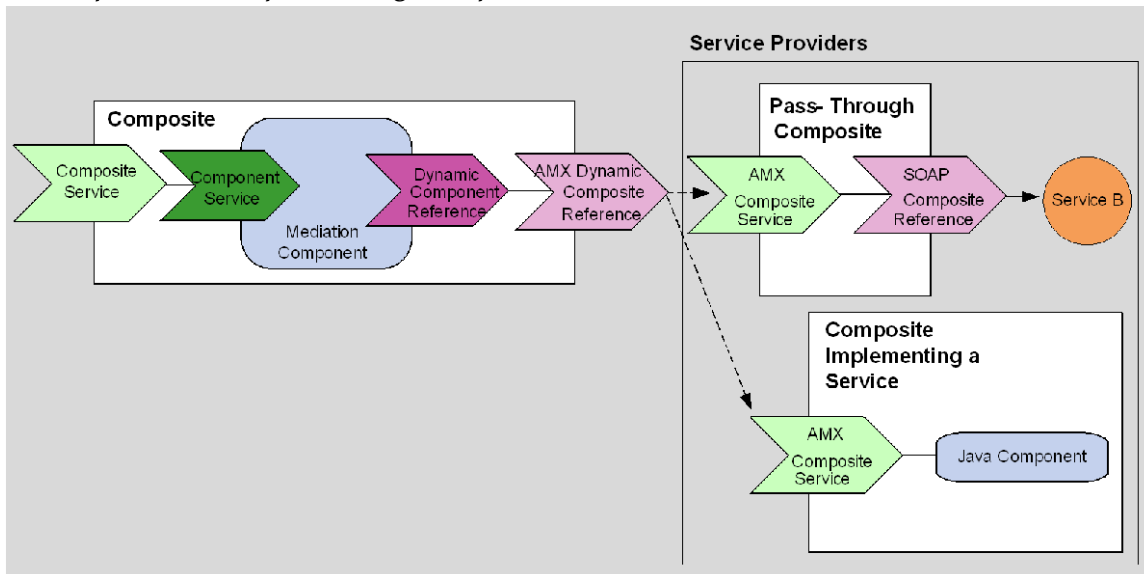 Service Providers
Composite
Pass- Through
Composite
Composite
Service
Component
Service
Mediation
Component
Dynamic
Component
Reference
AMX Dynamic
Composite
Reference
AMX
Composite
Service
SOAP
Composite
Reference
Service B
Composite
Implementing a
Service
AMX
Composite
Service
Java Component